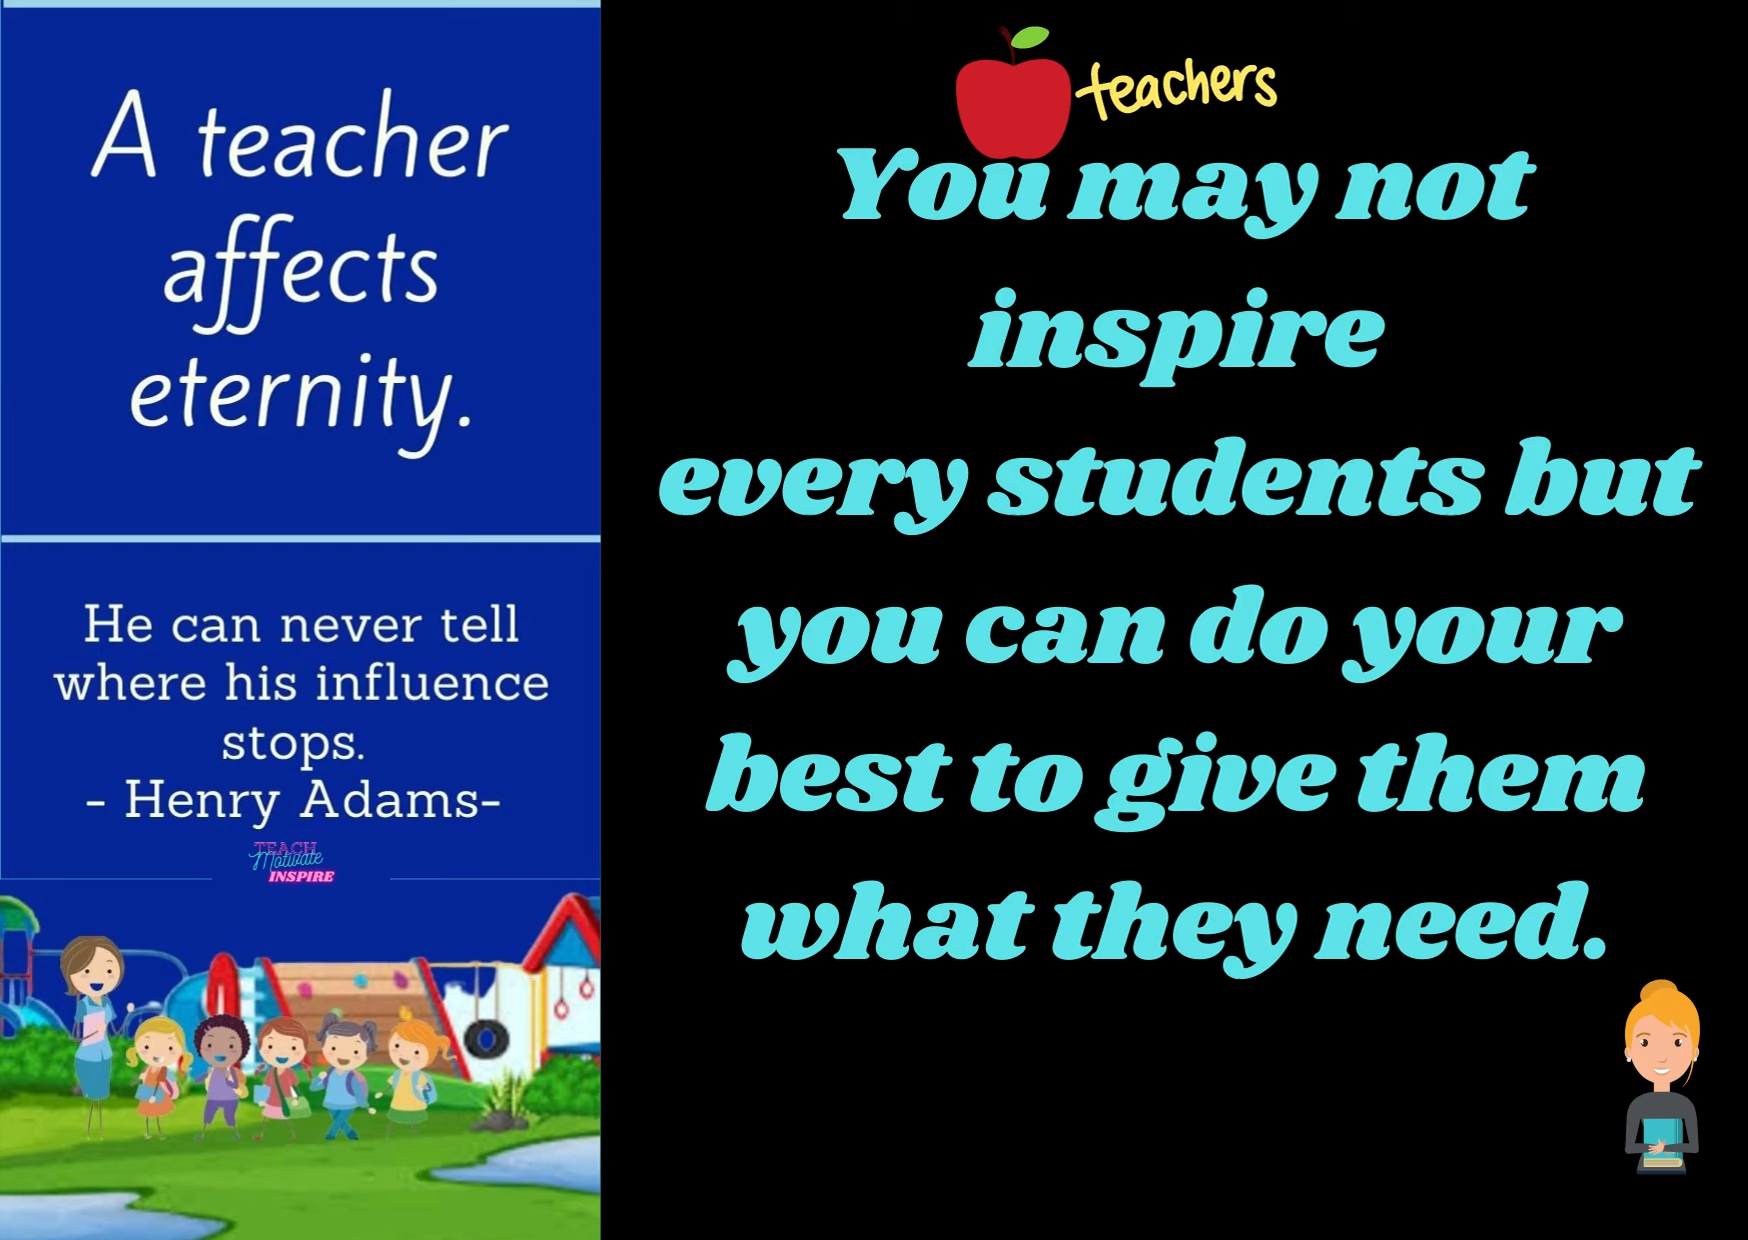 A teacher
affects
eternity.
He can never tell
where his influence
stops.
- Henry Adams-
TEACH
Motivate
INSPIRE
teachers
You may not
inspire
every students but
you can do your
best to give them
what they need.